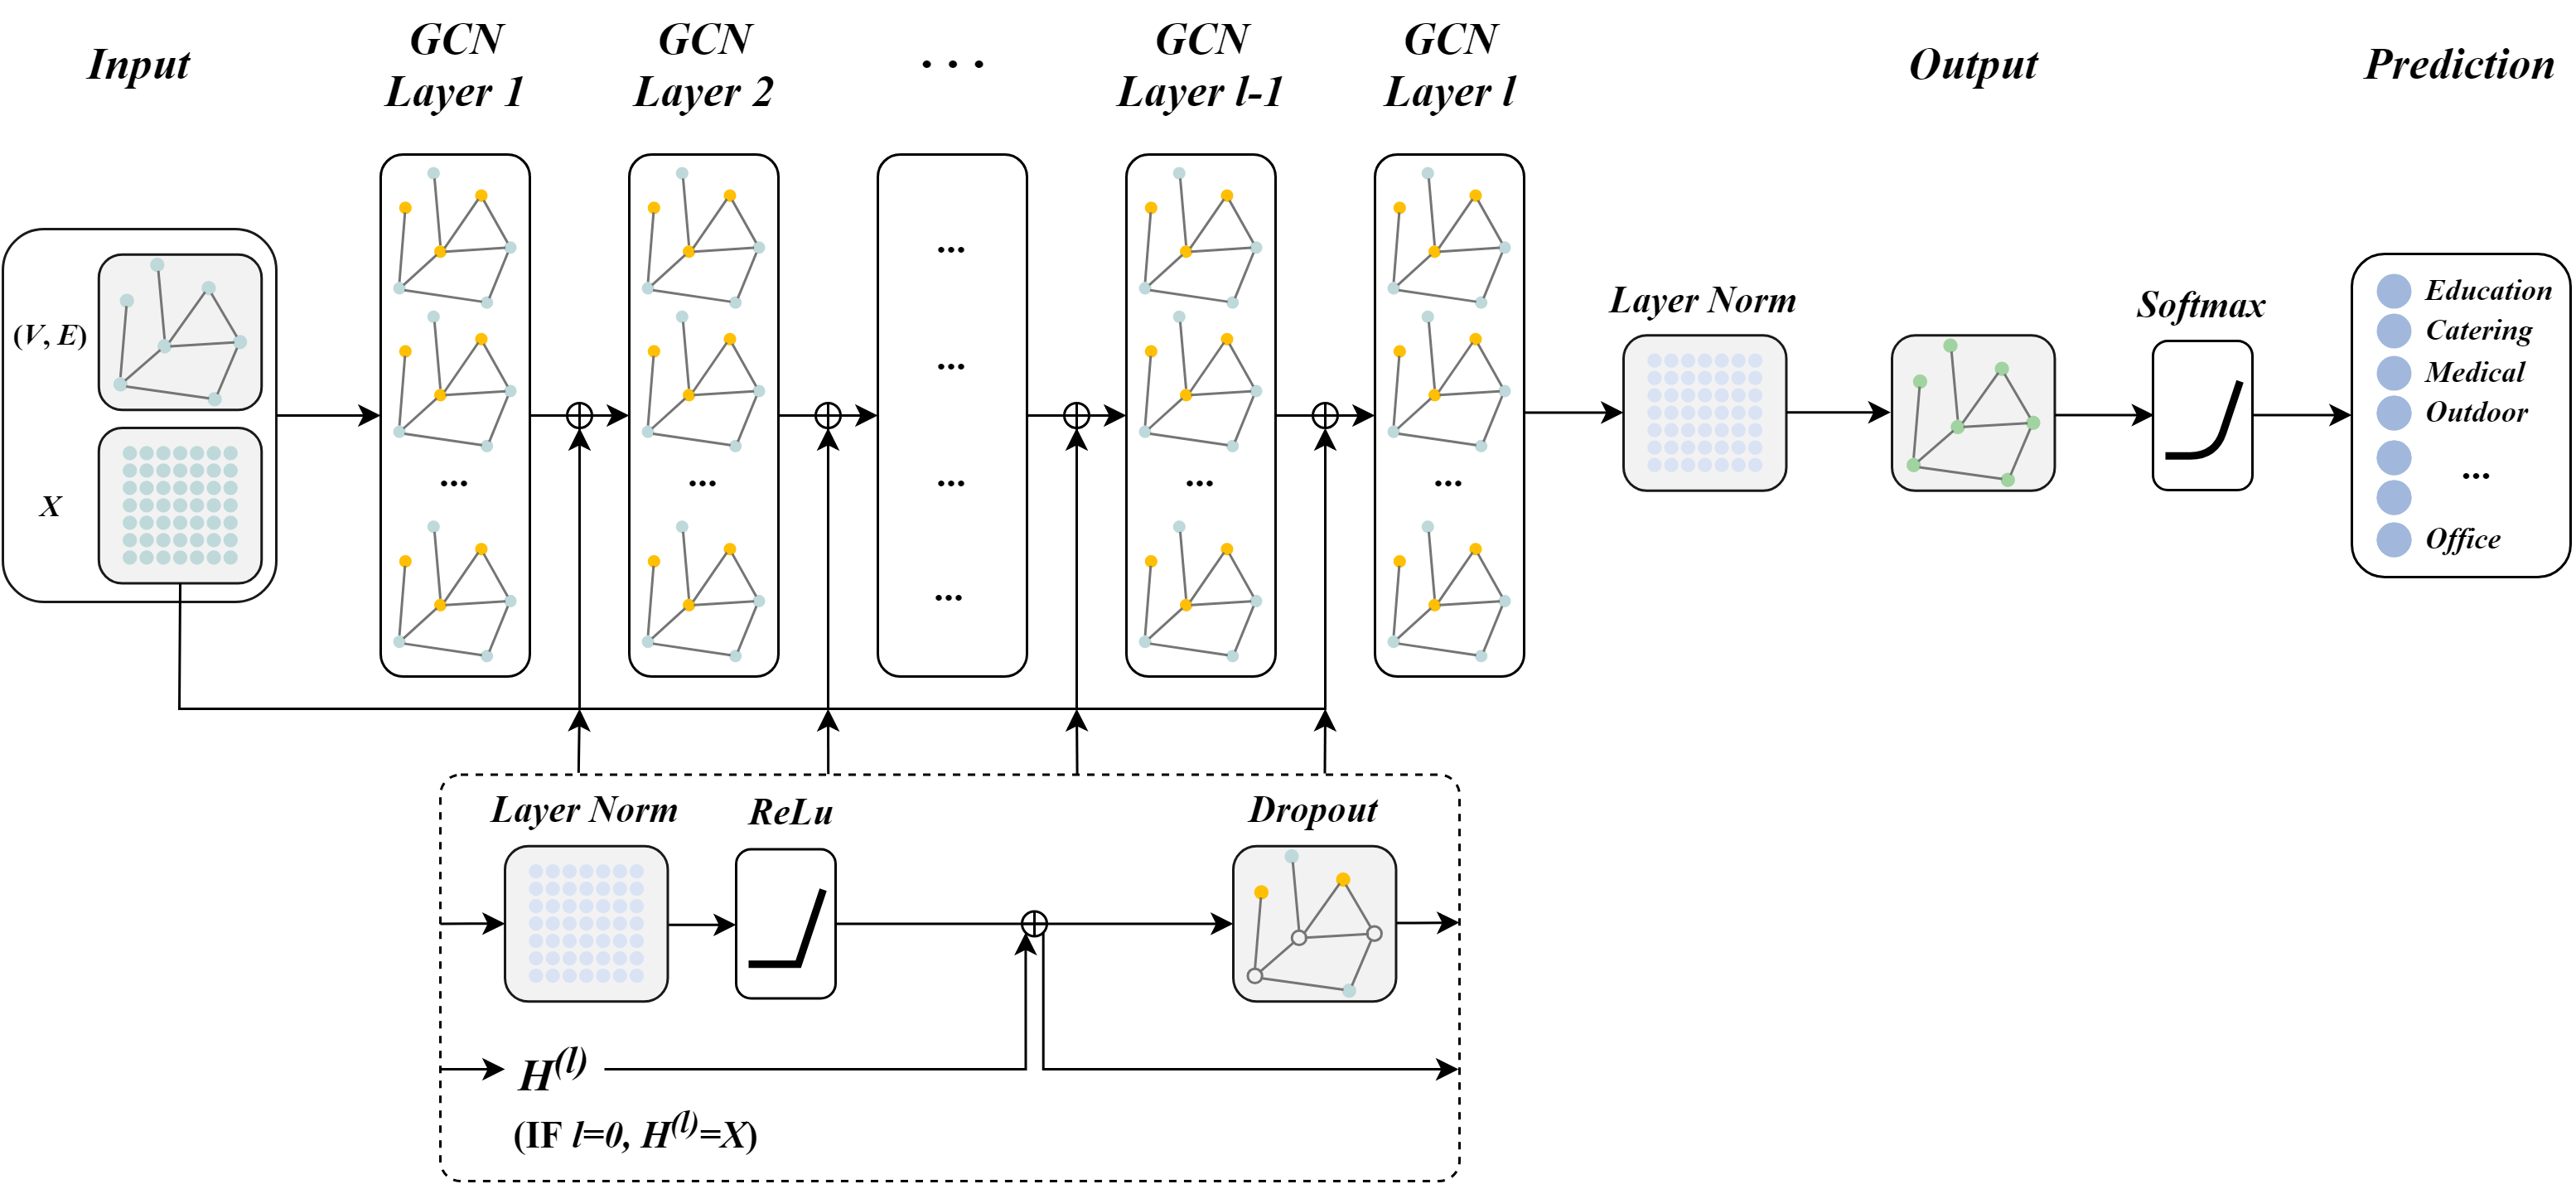 Input
GCN
Layer 1
GCN
Layer 2
...
GCN
Layer l-1
GCN
Layer l
Output
Prediction
(V, E)
X
...
...
...
...
...
...
...
...
Layer Norm
Softmax
Education
Catering
Medical
Outdoor
...
Office
Layer Norm
ReLu
Dropout
H^(l)
(IF l=0, H^(l)=X)